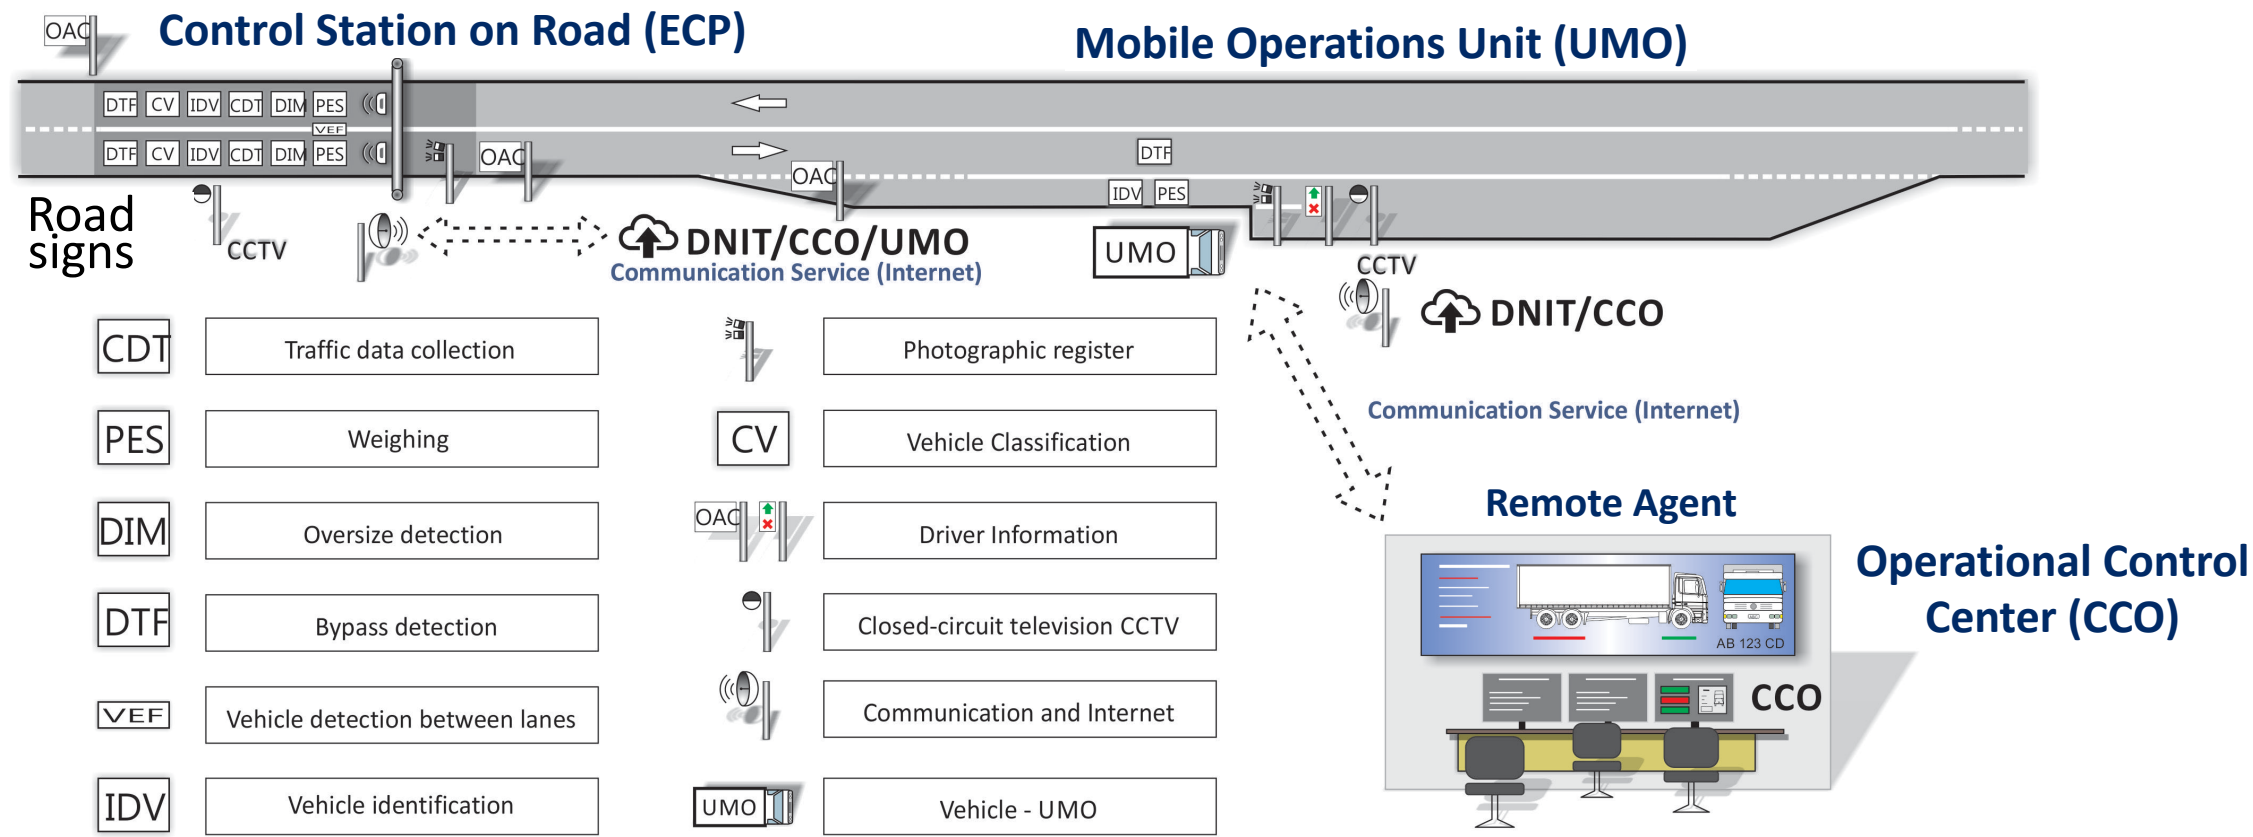 OAC
Control Station on Road (ECP)
Mobile Operations Unit (UMO)
DTF CV IDV CDT DIM PES
VEF
DTF CV IDV CDT DIM PES
OAC
OAC
DTF
IDV PES
Road
signs
CCTV
DNIT/CCO/UMO
Communication Service (Internet)
UMO
CCTV
DNIT/CCO
Communication Service (Internet)
CDT Traffic data collection
PES Weighing
DIM Oversize detection
DTF Bypass detection
VEF Vehicle detection between lanes
IDV Vehicle identification
Photographic register
CV Vehicle Classification
OAC Driver Information
Closed-circuit television CCTV
Communication and Internet
UMO Vehicle - UMO
Remote Agent
AB 123 CD
CCO
Operational Control
Center (CCO)